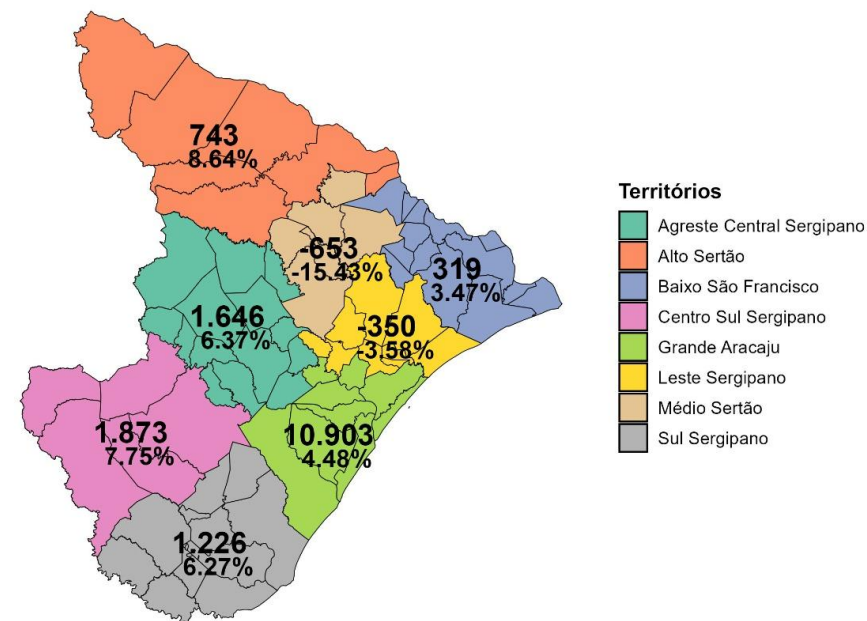 743
8.64%
-653
-15.43%
319
3.47%
1.646
6.37%
-350
-3.58%
1.873
7.75%
10.903
4.48%
1.226
6.27%
Territórios
Agreste Central Sergipano
Alto Sertão
Baixo São Francisco
Centro Sul Sergipano
Grande Aracaju
Leste Sergipano
Médio Sertão
Sul Sergipano